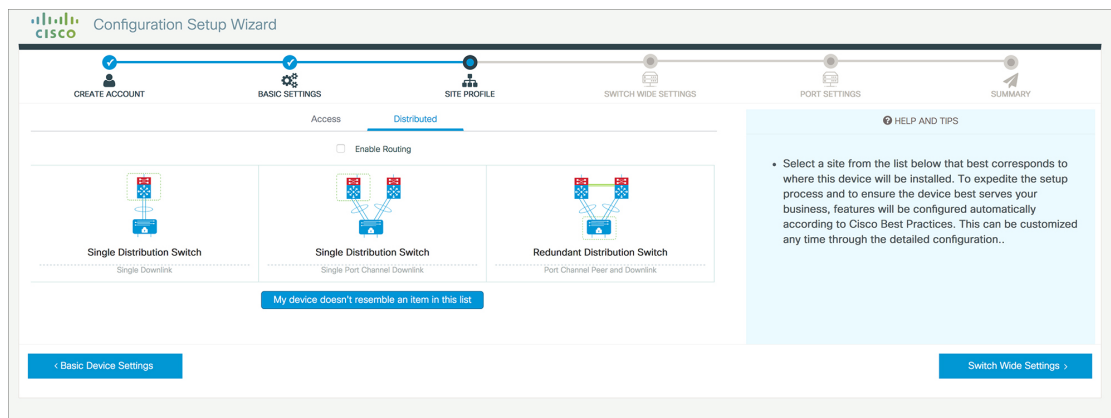 CISCO
Configuration Setup Wizard
CREATE ACCOUNT
BASIC SETTINGS
SITE PROFILE
SWITCH WIDE SETTINGS
PORT SETTINGS
SUMMARY
Access
Distributed
Enable Routing
Single Distribution Switch
Single Downlink
Single Distribution Switch
Single Port Channel Downlink
Redundant Distribution Switch
Port Channel Peer and Downlink
My device doesn't resemble an item in this list
HELP AND TIPS
• Select a site from the list below that best corresponds to
where this device will be installed. To expedite the setup
process and to ensure the device best serves your
business, features will be configured automatically
according to Cisco Best Practices. This can be customized
any time through the detailed configuration..
< Basic Device Settings
Switch Wide Settings >